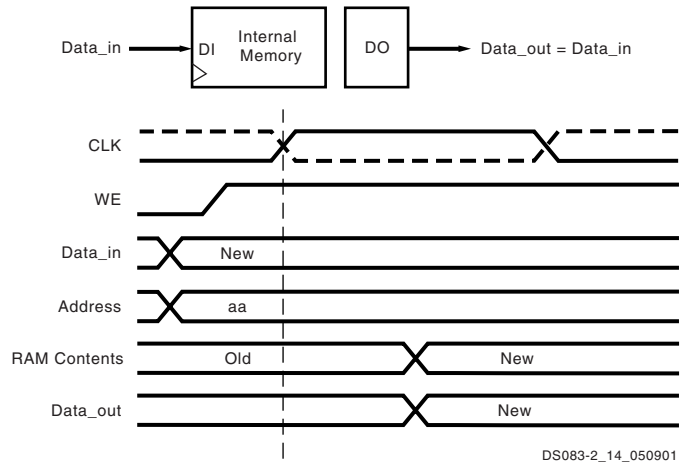 Data_in
DI
Internal
Memory
DO
Data_out = Data_in
CLK
WE
Data_in
New
Address
aa
RAM Contents
Old
New
Data_out
New
DS083-2_14_050901